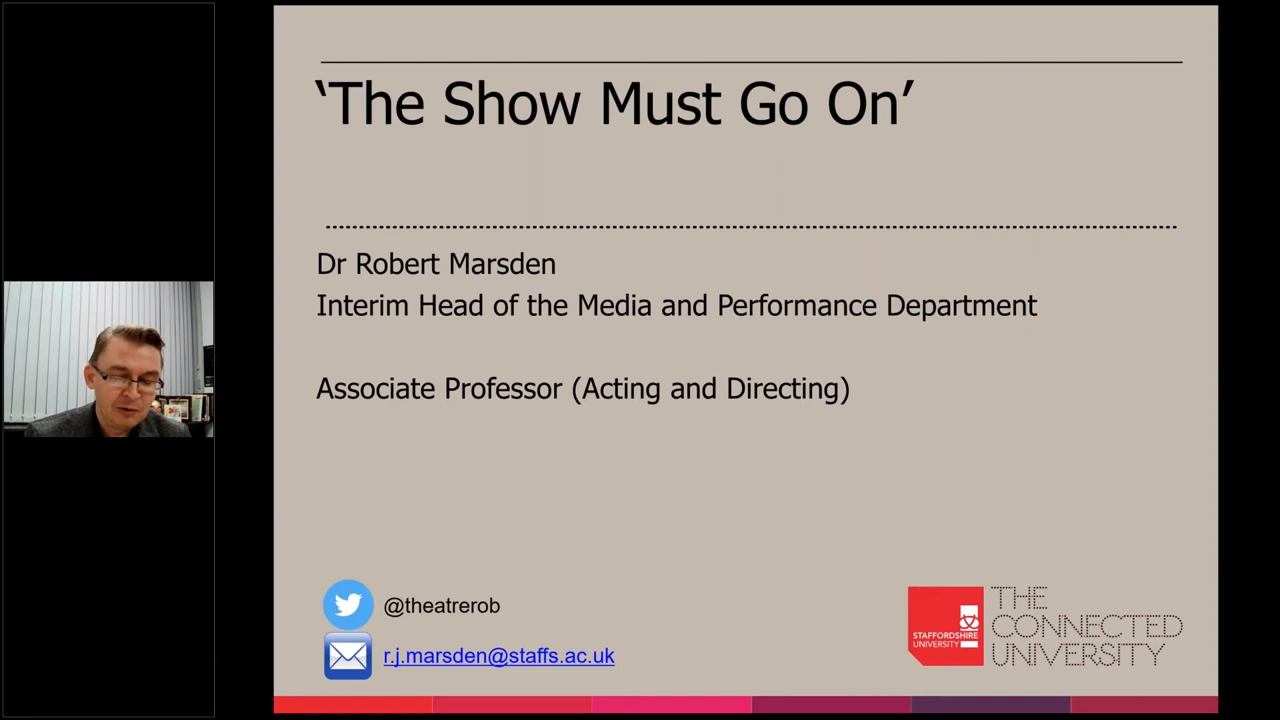 ‘The Show Must Go On’
Dr Robert Marsden
Interim Head of the Media and Performance Department
Associate Professor (Acting and Directing)
@theatrerob
r.j.marsden@staffs.ac.uk
STAFFORDSHIRE
UNIVERSITY
THE
CONNECTED
UNIVERSITY